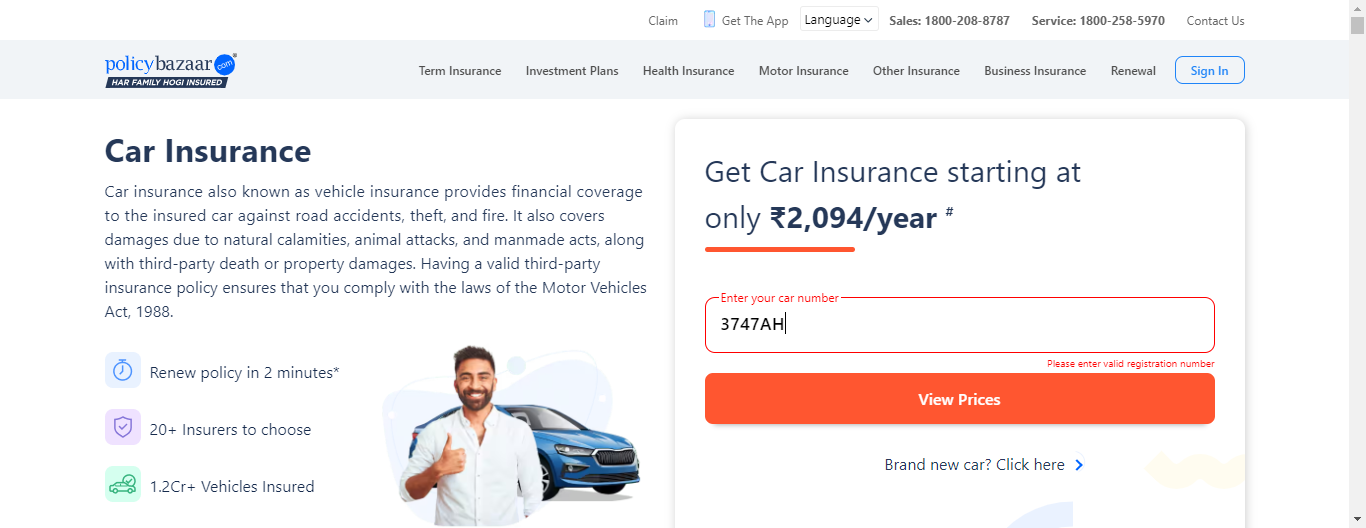 Claim Get The App Language Sales: 1800-208-8787 Service: 1800-258-5970 Contact Us
policybazaar.com
HAR FAMILY HOGI INSURED
Term Insurance Investment Plans Health Insurance Motor Insurance Other Insurance Business Insurance Renewal Sign In
Car Insurance
Car insurance also known as vehicle insurance provides financial coverage
to the insured car against road accidents, theft, and fire. It also covers
damages due to natural calamities, animal attacks, and manmade acts, along
with third-party death or property damages. Having a valid third-party
insurance policy ensures that you comply with the laws of the Motor Vehicles
Act, 1988.
Renew policy in 2 minutes*
20+ Insurers to choose
1.2Cr+ Vehicles Insured
Get Car Insurance starting at
only ₹2,094/year #
Enter your car number
3747AH
Please enter valid registration number
View Prices
Brand new car? Click here